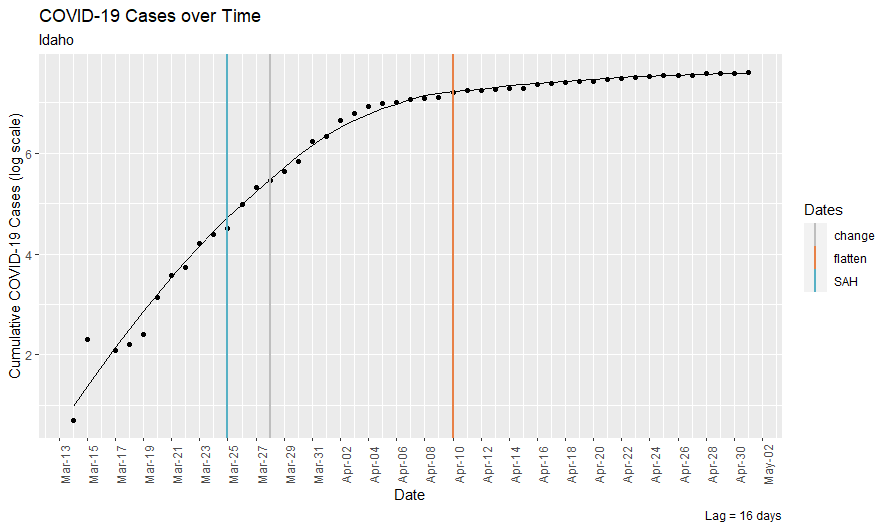 COVID-19 Cases over Time
Idaho
Cumulative COVID-19 Cases (log scale)
6
4
2
Mar-13
Mar-15
Mar-17
Mar-19
Mar-21
Mar-23
Mar-25
Mar-27
Mar-29
Mar-31
Apr-02
Apr-04
Apr-06
Apr-08
Apr-10
Apr-12
Apr-14
Apr-16
Apr-18
Apr-20
Apr-22
Apr-24
Apr-26
Apr-28
Apr-30
May-02
Date
Dates
change
flatten
SAH
Lag = 16 days